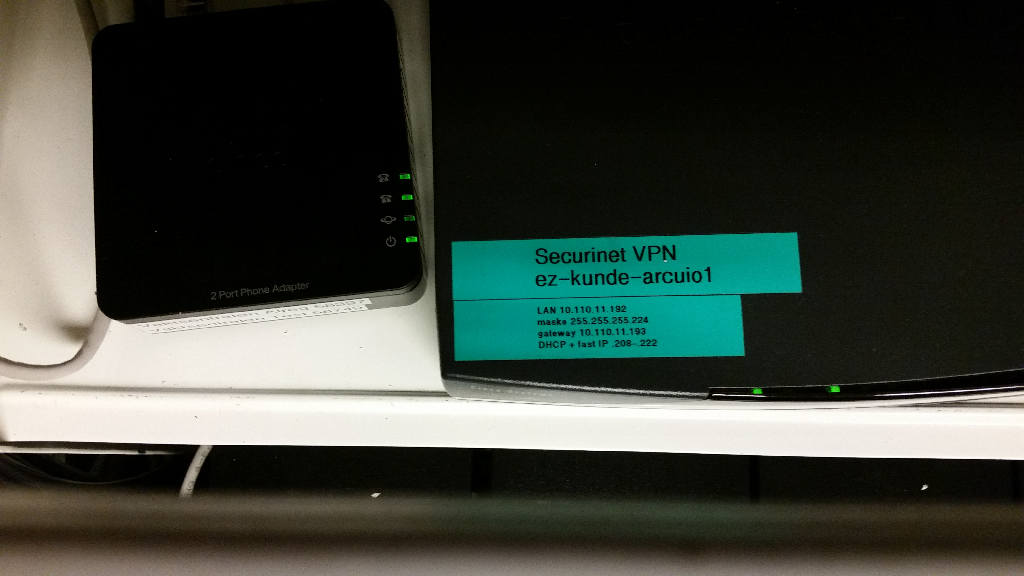 2 Port Phone Adapter
Securinet VPN
ez-kunde-arcuio1
LAN 10.110.11.192
maske 255.255.255.224
gateway 10.110.11.193
DHCP + fast IP .208-.222